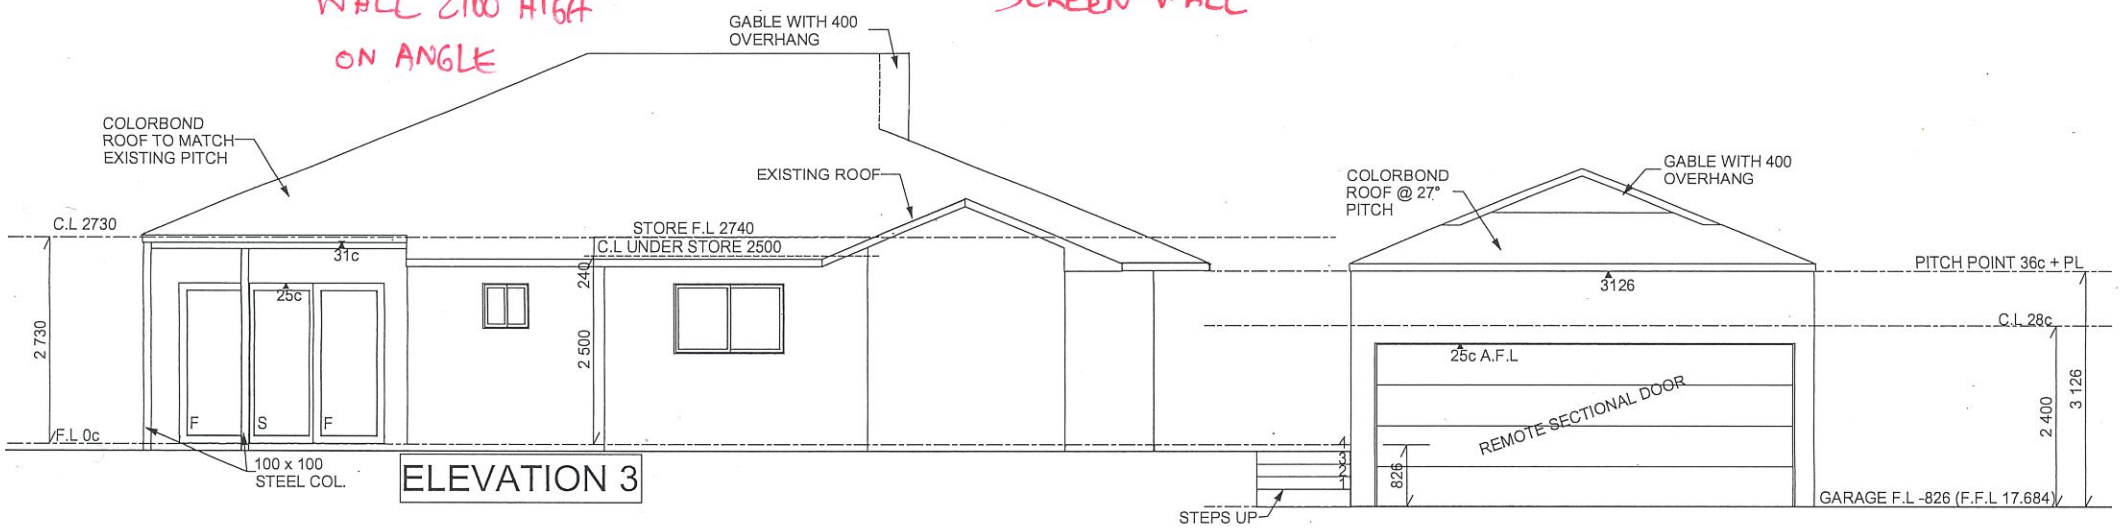 WALL 2100 HIGH
ON ANGLE
SCREEN WALL
GABLE WITH 400
OVERHANG
COLORBOND
ROOF TO MATCH
EXISTING PITCH
EXISTING ROOF
COLORBOND
ROOF @ 27°
PITCH
GABLE WITH 400
OVERHANG
C.L 2730
STORE F.L 2740
C.L UNDER STORE 2500
31c
240
PITCH POINT 36c + PL
3126
25c
C.L 28c
2 730
2 500
25c A.F.L
REMOTE SECTIONAL DOOR
2 400
3 126
F
S
F
F.L 0c
100 x 100
STEEL COL.
ELEVATION 3
4
3
2
1
826
STEPS UP
GARAGE F.L -826 (F.F.L 17.684)